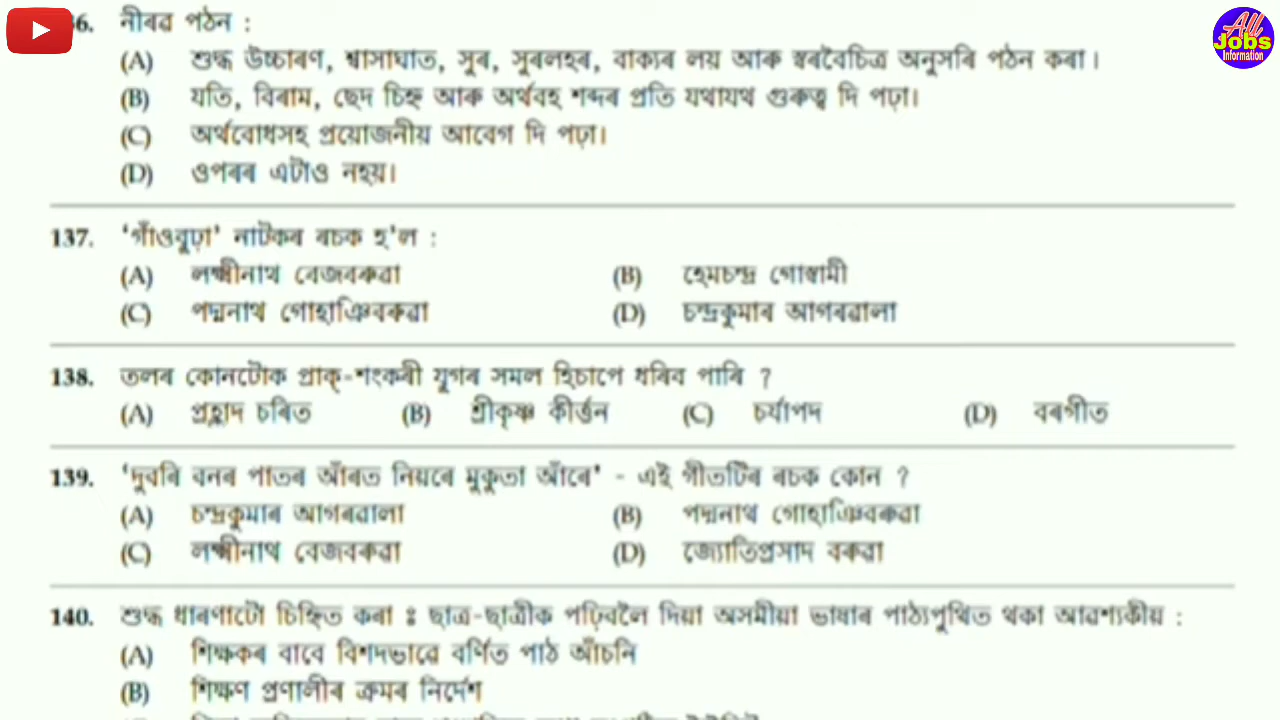 6. নীৰৱ পঠন :
(A) শুদ্ধ উচ্চাৰণ, শ্বাসাঘাত, সুৰ, সুৰলহৰ, বাক্যৰ লয় আৰু স্বৰবৈচিত্ৰ অনুসৰি পঠন কৰা।
(B) যতি, বিৰাম, ছেদ চিহ্ন আৰু অৰ্থবহ শব্দৰ প্ৰতি যথাযথ গুৰুত্ব দি পঢ়া।
(C) অৰ্থবোধসহ প্ৰয়োজনীয় আবেগ দি পঢ়া।
(D) ওপৰৰ এটাও নহয়।
137. ‘গাঁওবুঢ়া’ নাটকৰ ৰচক হ'ল :
(A) লক্ষ্মীনাথ বেজবৰুৱা (B) হেমচন্দ্ৰ গোস্বামী
(C) পদ্মনাথ গোহাঞিবৰুৱা (D) চন্দ্ৰকুমাৰ আগৰৱালা
138. তলৰ কোনটোক প্ৰাক্-শংকৰী যুগৰ সমল হিচাপে ধৰিব পাৰি ?
(A) প্ৰহ্লাদ চৰিত (B) শ্ৰীকৃষ্ণ কীৰ্ত্তন (C) চৰ্যাপদ (D) বৰগীত
139. ‘দুবৰি বনৰ পাতৰ আঁৰত নিয়ৰে মুকুতা আঁৰে’ - এই গীতটিৰ ৰচক কোন ?
(A) চন্দ্ৰকুমাৰ আগৰৱালা (B) পদ্মনাথ গোহাঞিবৰুৱা
(C) লক্ষ্মীনাথ বেজবৰুৱা (D) জ্যোতিপ্ৰসাদ বৰুৱা
140. শুদ্ধ ধাৰণাটো চিহ্নিত কৰা ঃ ছাত্ৰ-ছাত্ৰীক পঢ়িবলৈ দিয়া অসমীয়া ভাষাৰ পাঠ্যপুথিত থকা আৱশ্যকীয় :
(A) শিক্ষকৰ বাবে বিশদভাৱে বৰ্ণিত পাঠ আঁচনি
(B) শিক্ষণ প্ৰণালীৰ ক্ৰমৰ নিৰ্দেশ
All
Jobs
Information